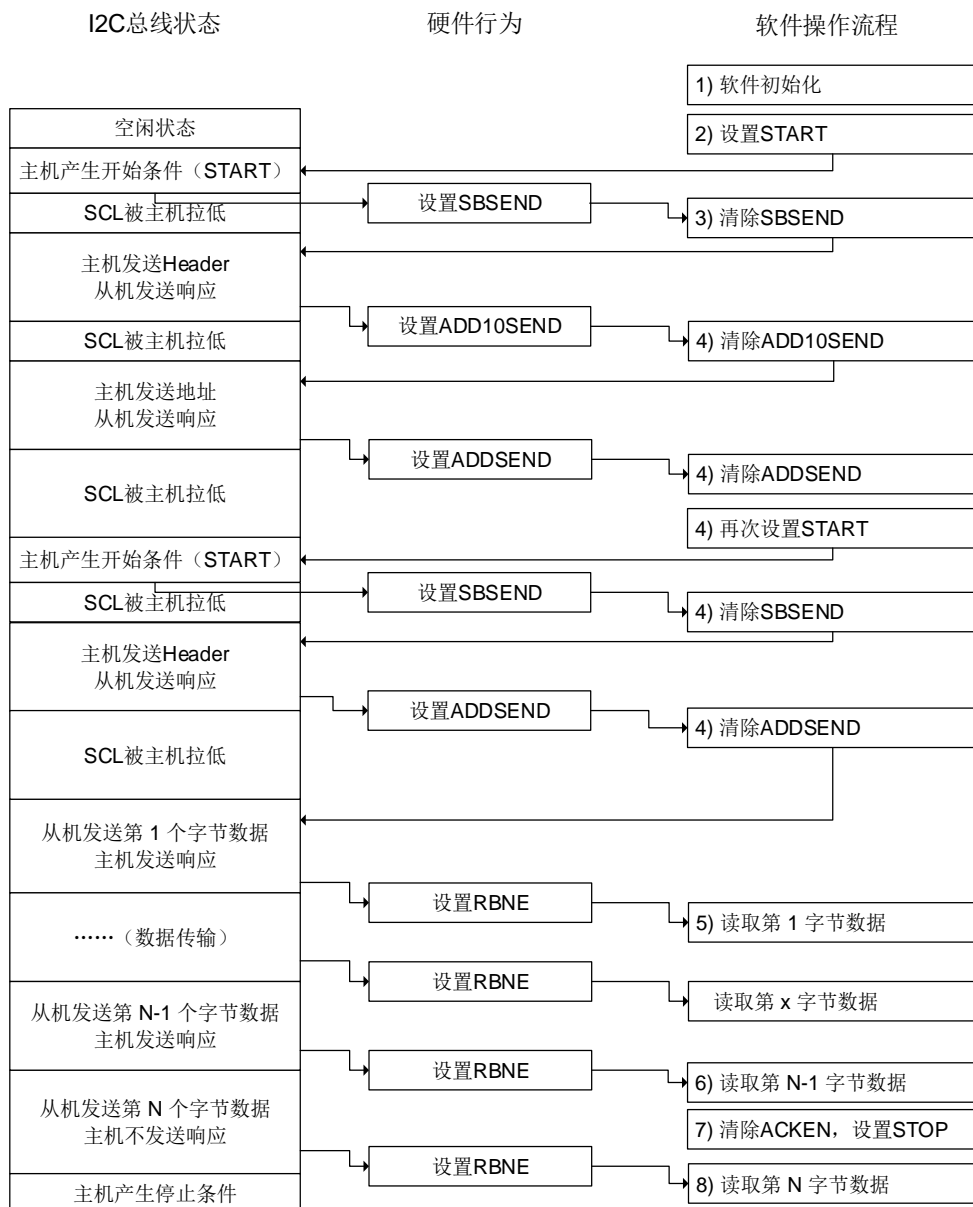 I2C总线状态
硬件行为
软件操作流程
1) 软件初始化
空闲状态
2) 设置START
主机产生开始条件（START）
设置SBSEND
SCL被主机拉低
3) 清除SBSEND
主机发送Header
从机发送响应
设置ADD10SEND
SCL被主机拉低
4) 清除ADD10SEND
主机发送地址
从机发送响应
设置ADDSEND
4) 清除ADDSEND
SCL被主机拉低
4) 再次设置START
主机产生开始条件（START）
设置SBSEND
SCL被主机拉低
4) 清除SBSEND
主机发送Header
从机发送响应
设置ADDSEND
4) 清除ADDSEND
SCL被主机拉低
从机发送第 1 个字节数据
主机发送响应
设置RBNE
5) 读取第 1 字节数据
……（数据传输）
设置RBNE
读取第 x 字节数据
从机发送第 N-1 个字节数据
主机发送响应
设置RBNE
6) 读取第 N-1 字节数据
从机发送第 N 个字节数据
主机不发送响应
7) 清除ACKEN，设置STOP
设置RBNE
8) 读取第 N 字节数据
主机产生停止条件